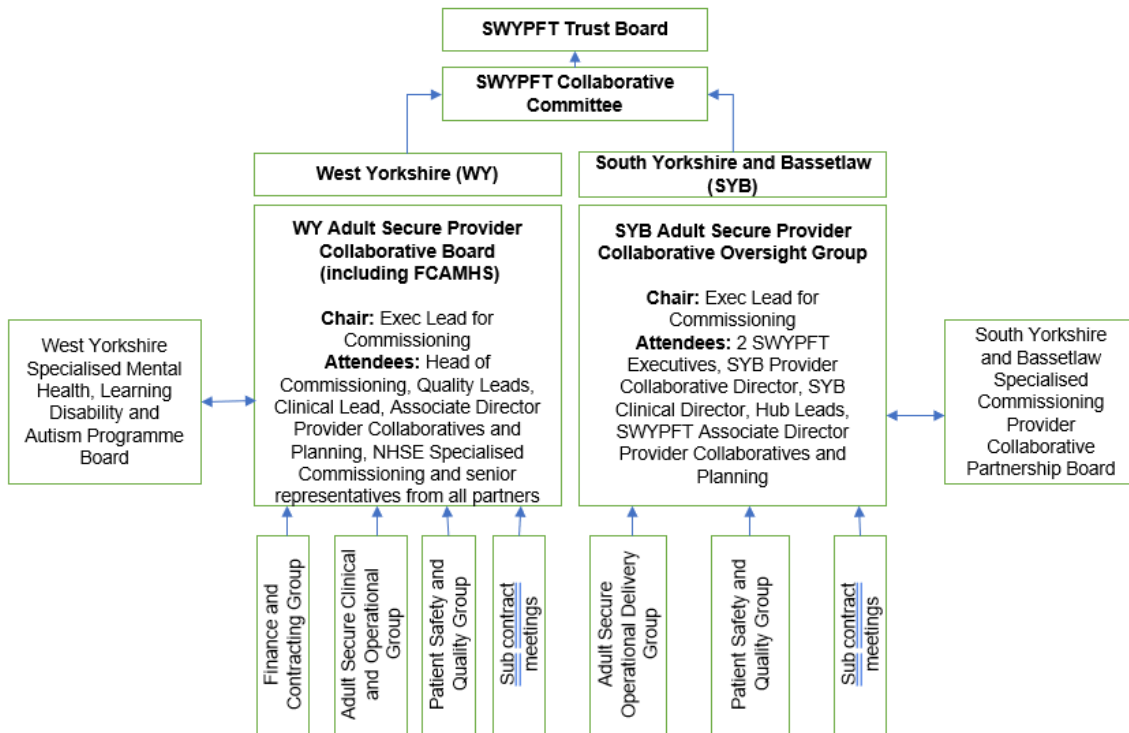 SWYPFT Trust Board
SWYPFT Collaborative
Committee
West Yorkshire (WY)
South Yorkshire and Bassetlaw
(SYB)
WY Adult Secure Provider
Collaborative Board
(including FCAMHS)
Chair: Exec Lead for
Commissioning
Attendees: Head of
Commissioning, Quality Leads,
Clinical Lead, Associate Director
Provider Collaboratives and
Planning, NHSE Specialised
Commissioning and senior
representatives from all partners
SYB Adult Secure Provider
Collaborative Oversight Group
Chair: Exec Lead for
Commissioning
Attendees: 2 SWYPFT
Executives, SYB Provider
Collaborative Director, SYB
Clinical Director, Hub Leads,
SWYPFT Associate Director
Provider Collaboratives and
Planning
West Yorkshire
Specialised Mental
Health, Learning
Disability and
Autism Programme
Board
South Yorkshire
and Bassetlaw
Specialised
Commissioning
Provider
Collaborative
Partnership Board
Finance and
Contracting Group
Adult Secure Clinical
and Operational
Group
Patient Safety and
Quality Group
Sub contract
meetings
Adult Secure
Operational Delivery
Group
Patient Safety and
Quality Group
Sub contract
meetings